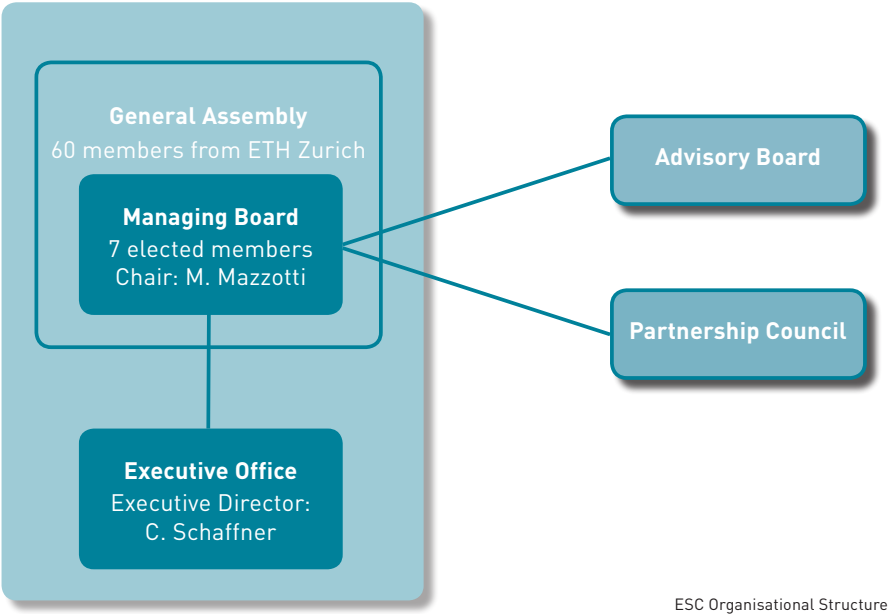 General Assembly
60 members from ETH Zurich
Managing Board
7 elected members
Chair: M. Mazzotti
Executive Office
Executive Director:
C. Schaffner
Advisory Board
Partnership Council
ESC Organisational Structure